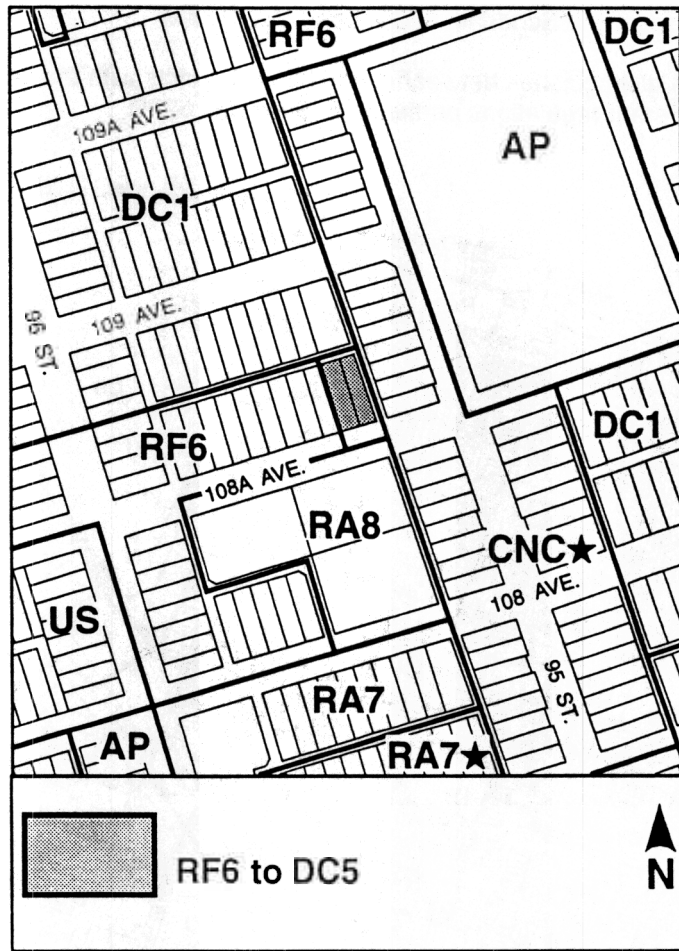 RF6
DC1
109A AVE.
AP
DC1
96 ST.
109 AVE.
DC1
RF6
108A AVE.
RA8
CNC★
108 AVE.
US
95 ST.
RA7
AP
RA7★
RF6 to DC5
N